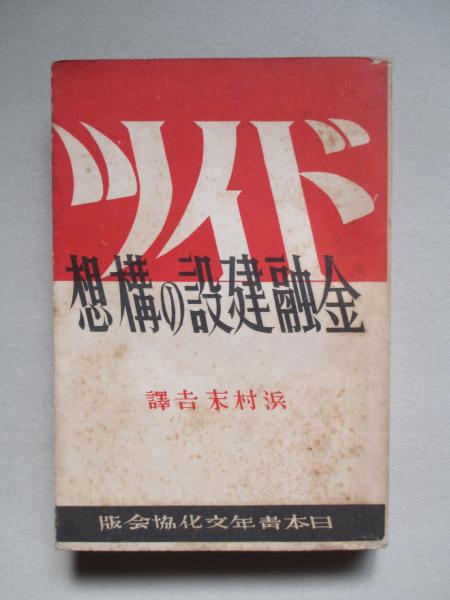 ドイツ
金融建設の構想
浜村末吉譯
日本青年文化協会版